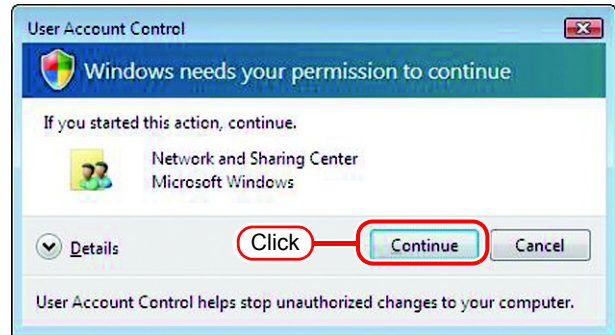 User Account Control
Windows needs your permission to continue
If you started this action, continue.
Network and Sharing Center
Microsoft Windows
Details
Click
Continue
Cancel
User Account Control helps stop unauthorized changes to your computer.